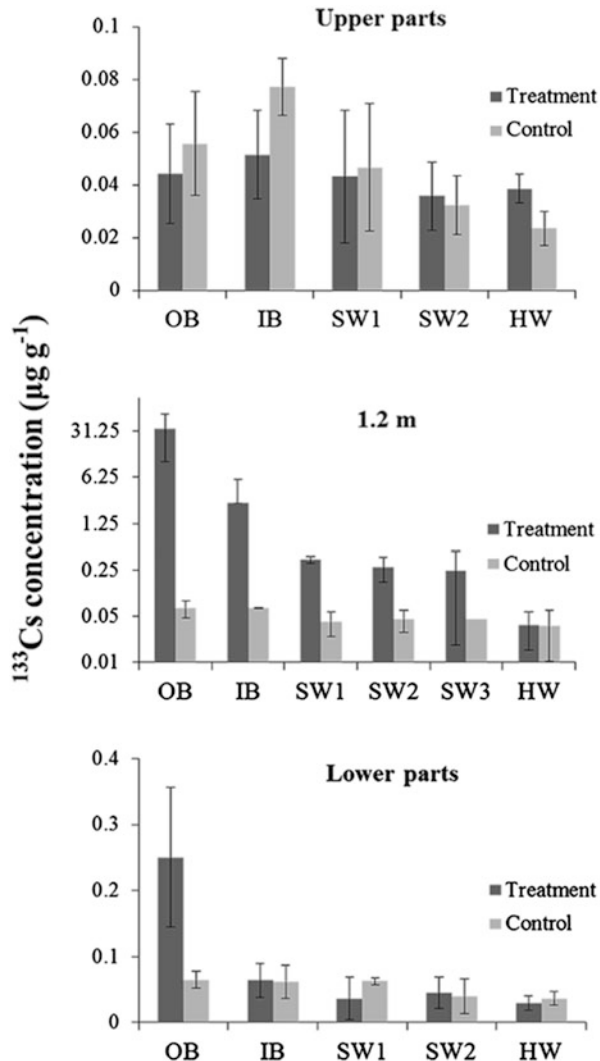 Upper parts
0.1
0.08
0.06
0.04
0.02
0
Treatment
Control
OB IB SW1 SW2 HW
¹³³Cs concentration (µg g⁻¹)
1.2 m
31.25
6.25
1.25
0.25
0.05
0.01
Treatment
Control
OB IB SW1 SW2 SW3 HW
Lower parts
0.4
0.3
0.2
0.1
0
Treatment
Control
OB IB SW1 SW2 HW